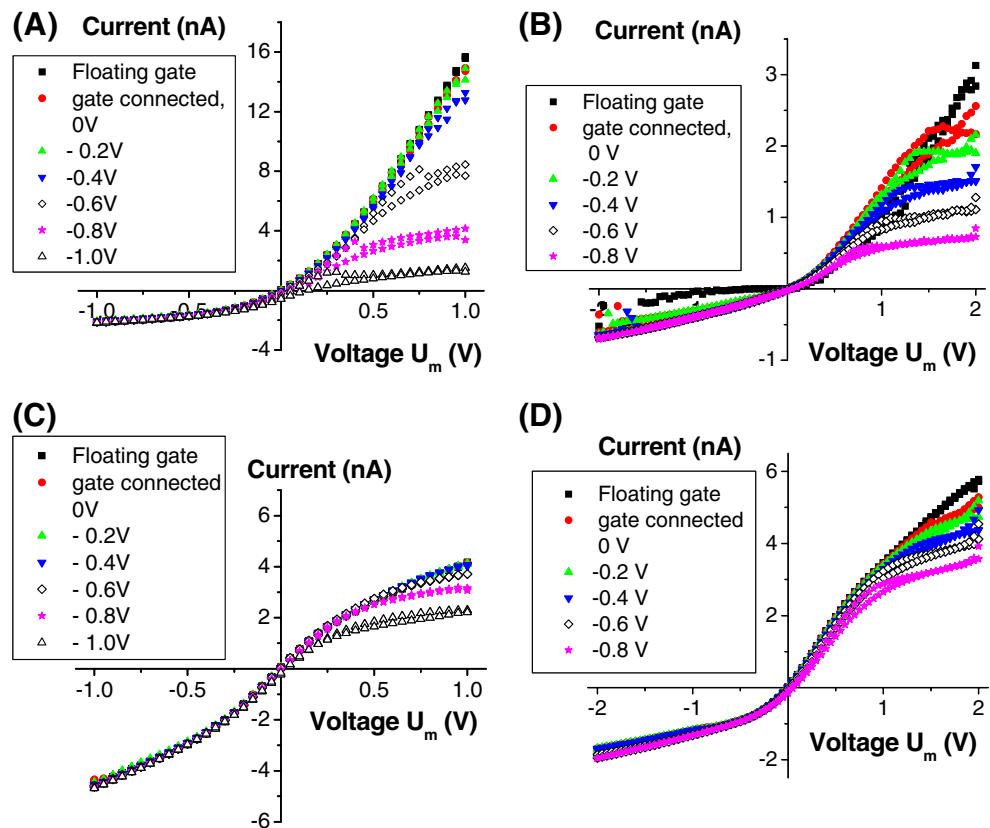 (A)
Current (nA)
Floating gate
gate connected,
0V
- 0.2V
-0.4V
-0.6V
-0.8V
-1.0V
16
12
8
4
-4
-1.0
-0.5
0.5
1.0
Voltage Um (V)
(B)
Current (nA)
Floating gate
gate connected,
0 V
-0.2 V
-0.4 V
-0.6 V
-0.8 V
3
2
1
-1
1
2
Voltage Um (V)
(C)
Current (nA)
Floating gate
gate connected
0V
- 0.2V
- 0.4V
- 0.6V
- 0.8V
- 1.0V
6
4
2
-2
-4
-6
-1.0
-0.5
0.5
1.0
Voltage Um (V)
(D)
Current (nA)
Floating gate
gate connected
0 V
-0.2 V
-0.4 V
-0.6 V
-0.8 V
6
4
2
-2
-2
-1
1
2
Voltage Um (V)